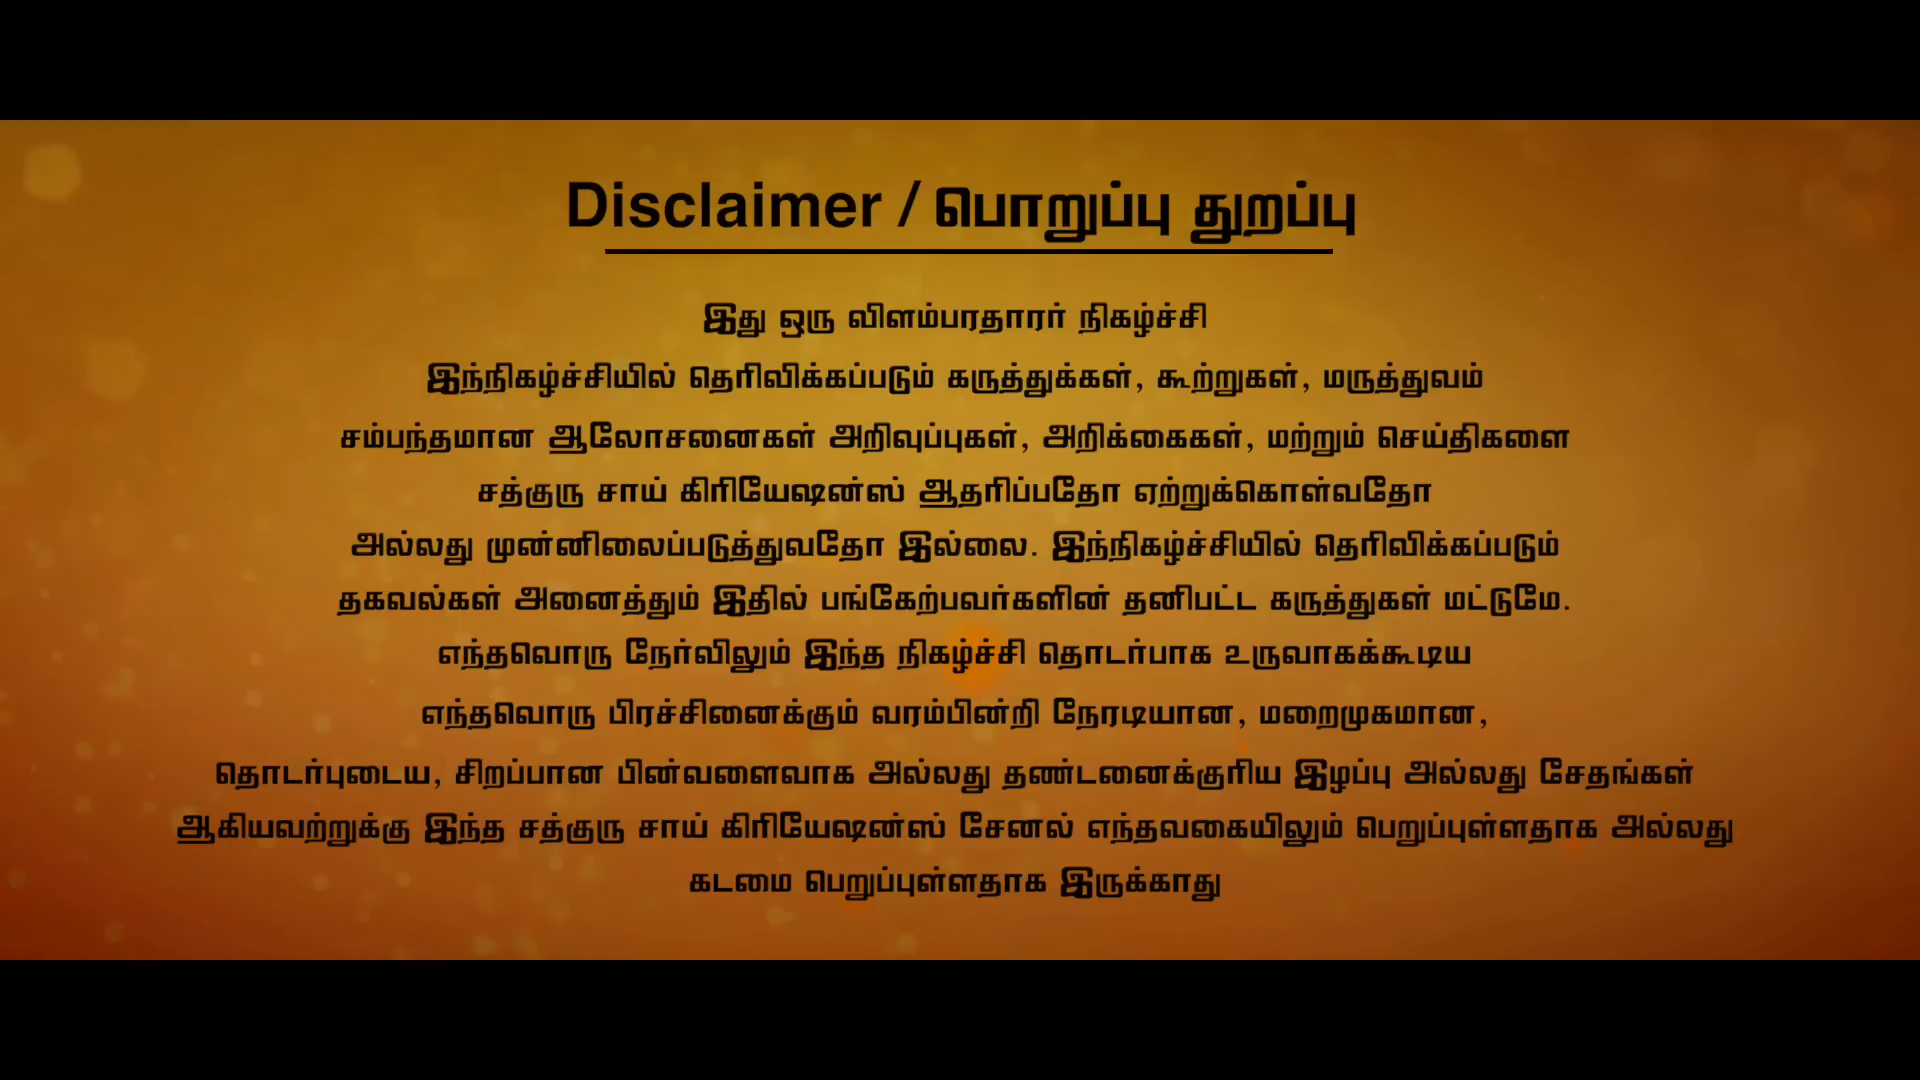 Disclaimer / பொறுப்பு துறப்பு
இது ஒரு விளம்பரதாரர் நிகழ்ச்சி
இந்நிகழ்ச்சியில் தெரிவிக்கப்படும் கருத்துக்கள், கூற்றுகள், மருத்துவம்
சம்பந்தமான ஆலோசனைகள் அறிவுப்புகள், அறிக்கைகள், மற்றும் செய்திகளை
சத்குரு சாய் கிரியேஷன்ஸ் ஆதரிப்பதோ ஏற்றுக்கொள்வதோ
அல்லது முன்னிலைப்படுத்துவதோ இல்லை. இந்நிகழ்ச்சியில் தெரிவிக்கப்படும்
தகவல்கள் அனைத்தும் இதில் பங்கேற்பவர்களின் தனிபட்ட கருத்துகள் மட்டுமே.
எந்தவொரு நேர்விலும் இந்த நிகழ்ச்சி தொடர்பாக உருவாகக்கூடிய
எந்தவொரு பிரச்சினைக்கும் வரம்பின்றி நேரடியான, மறைமுகமான,
தொடர்புடைய, சிறப்பான பின்வளைவாக அல்லது தண்டனைக்குரிய இழப்பு அல்லது சேதங்கள்
ஆகியவற்றுக்கு இந்த சத்குரு சாய் கிரியேஷன்ஸ் சேனல் எந்தவகையிலும் பெறுப்புள்ளதாக அல்லது
கடமை பெறுப்புள்ளதாக இருக்காது